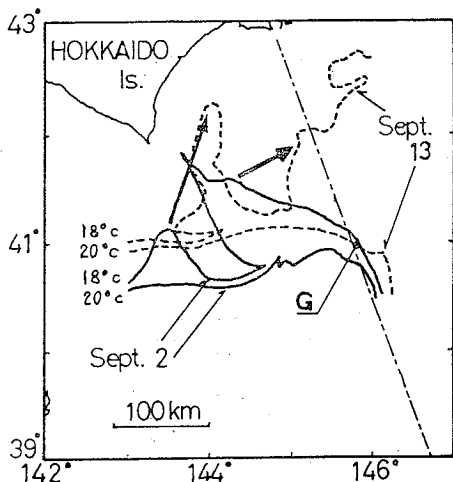 43°
HOKKAIDO
Is.
Sept.
13
18°c
20°c
41°
18°c
20°c
G
Sept. 2
100km
39°
142° 144° 146°